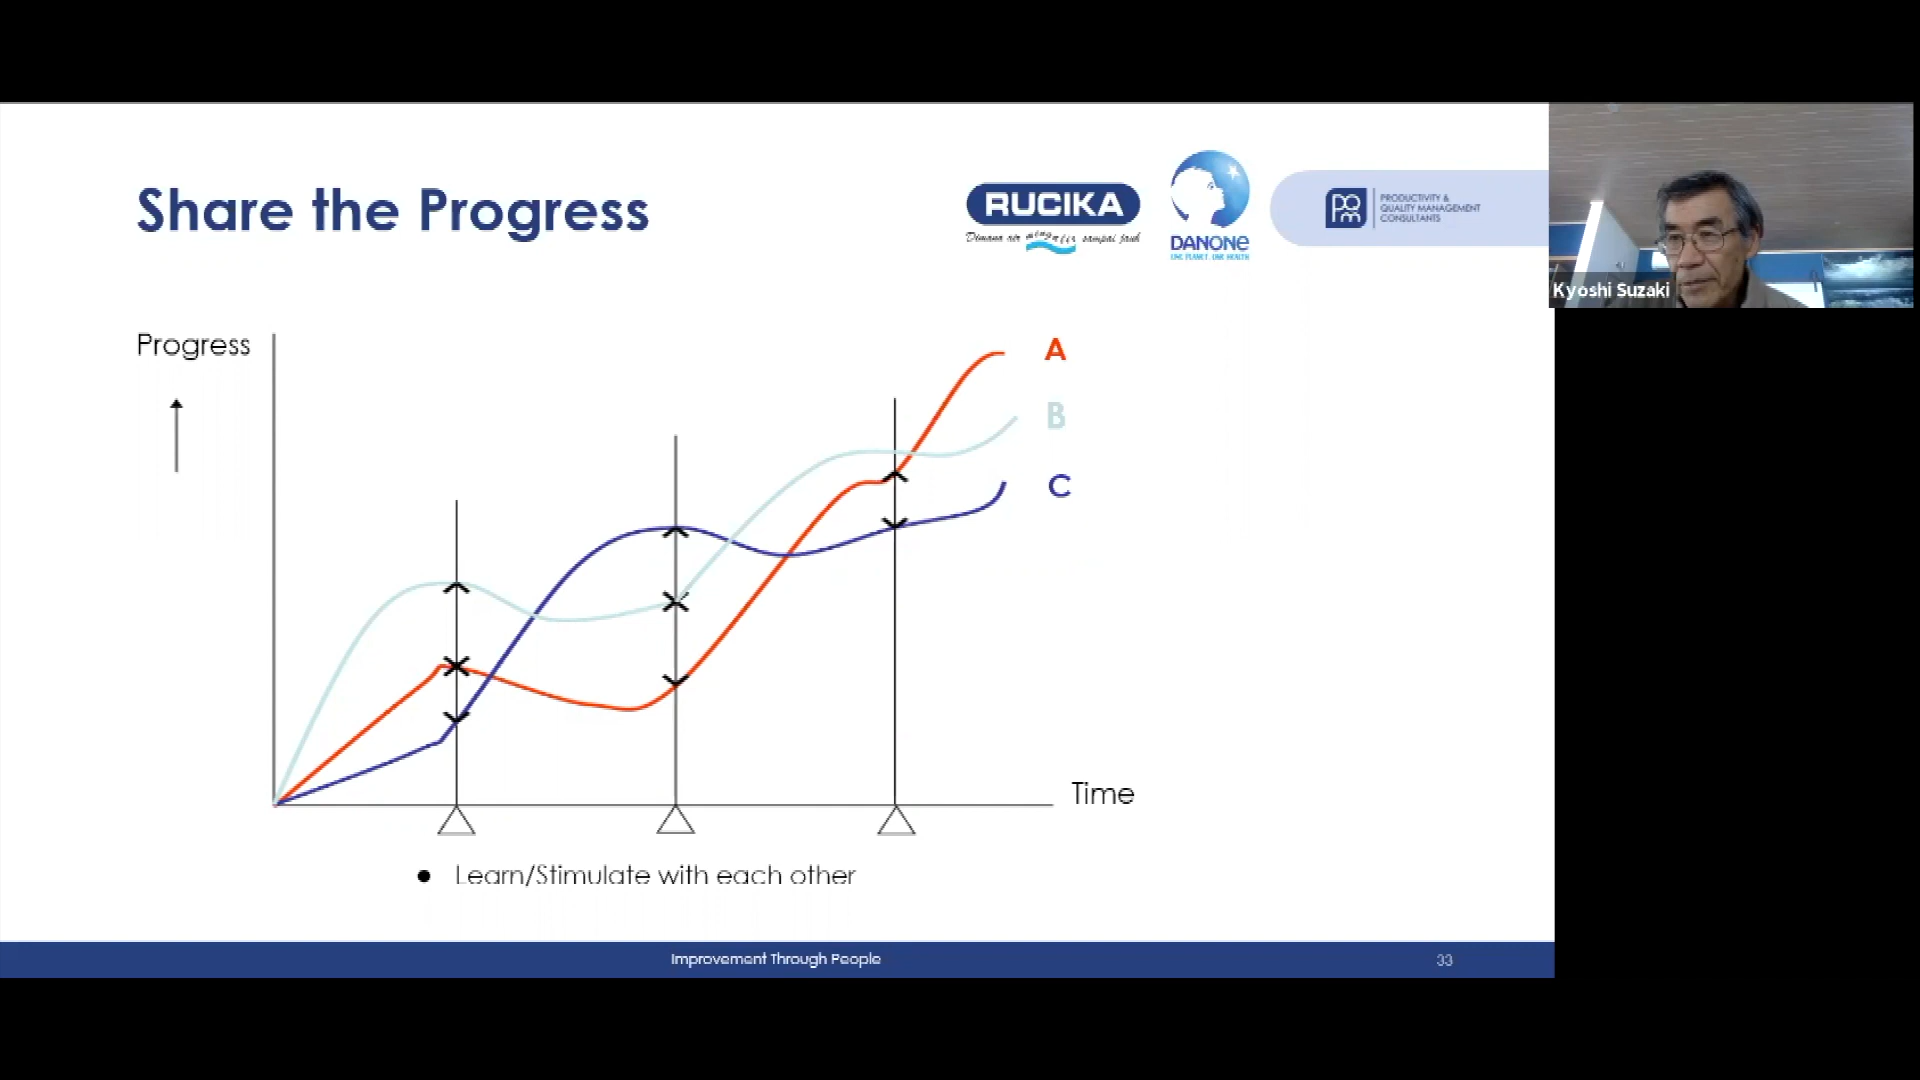 Share the Progress
RUCIKA
Dimana air mengalir sampai jauh
DANONE
ONE PLANET. ONE HEALTH
PQM
PRODUCTIVITY &
QUALITY MANAGEMENT
CONSULTANTS
Kyoshi Suzaki
Progress
A
B
C
Time
● Learn/Stimulate with each other
Improvement Through People
33